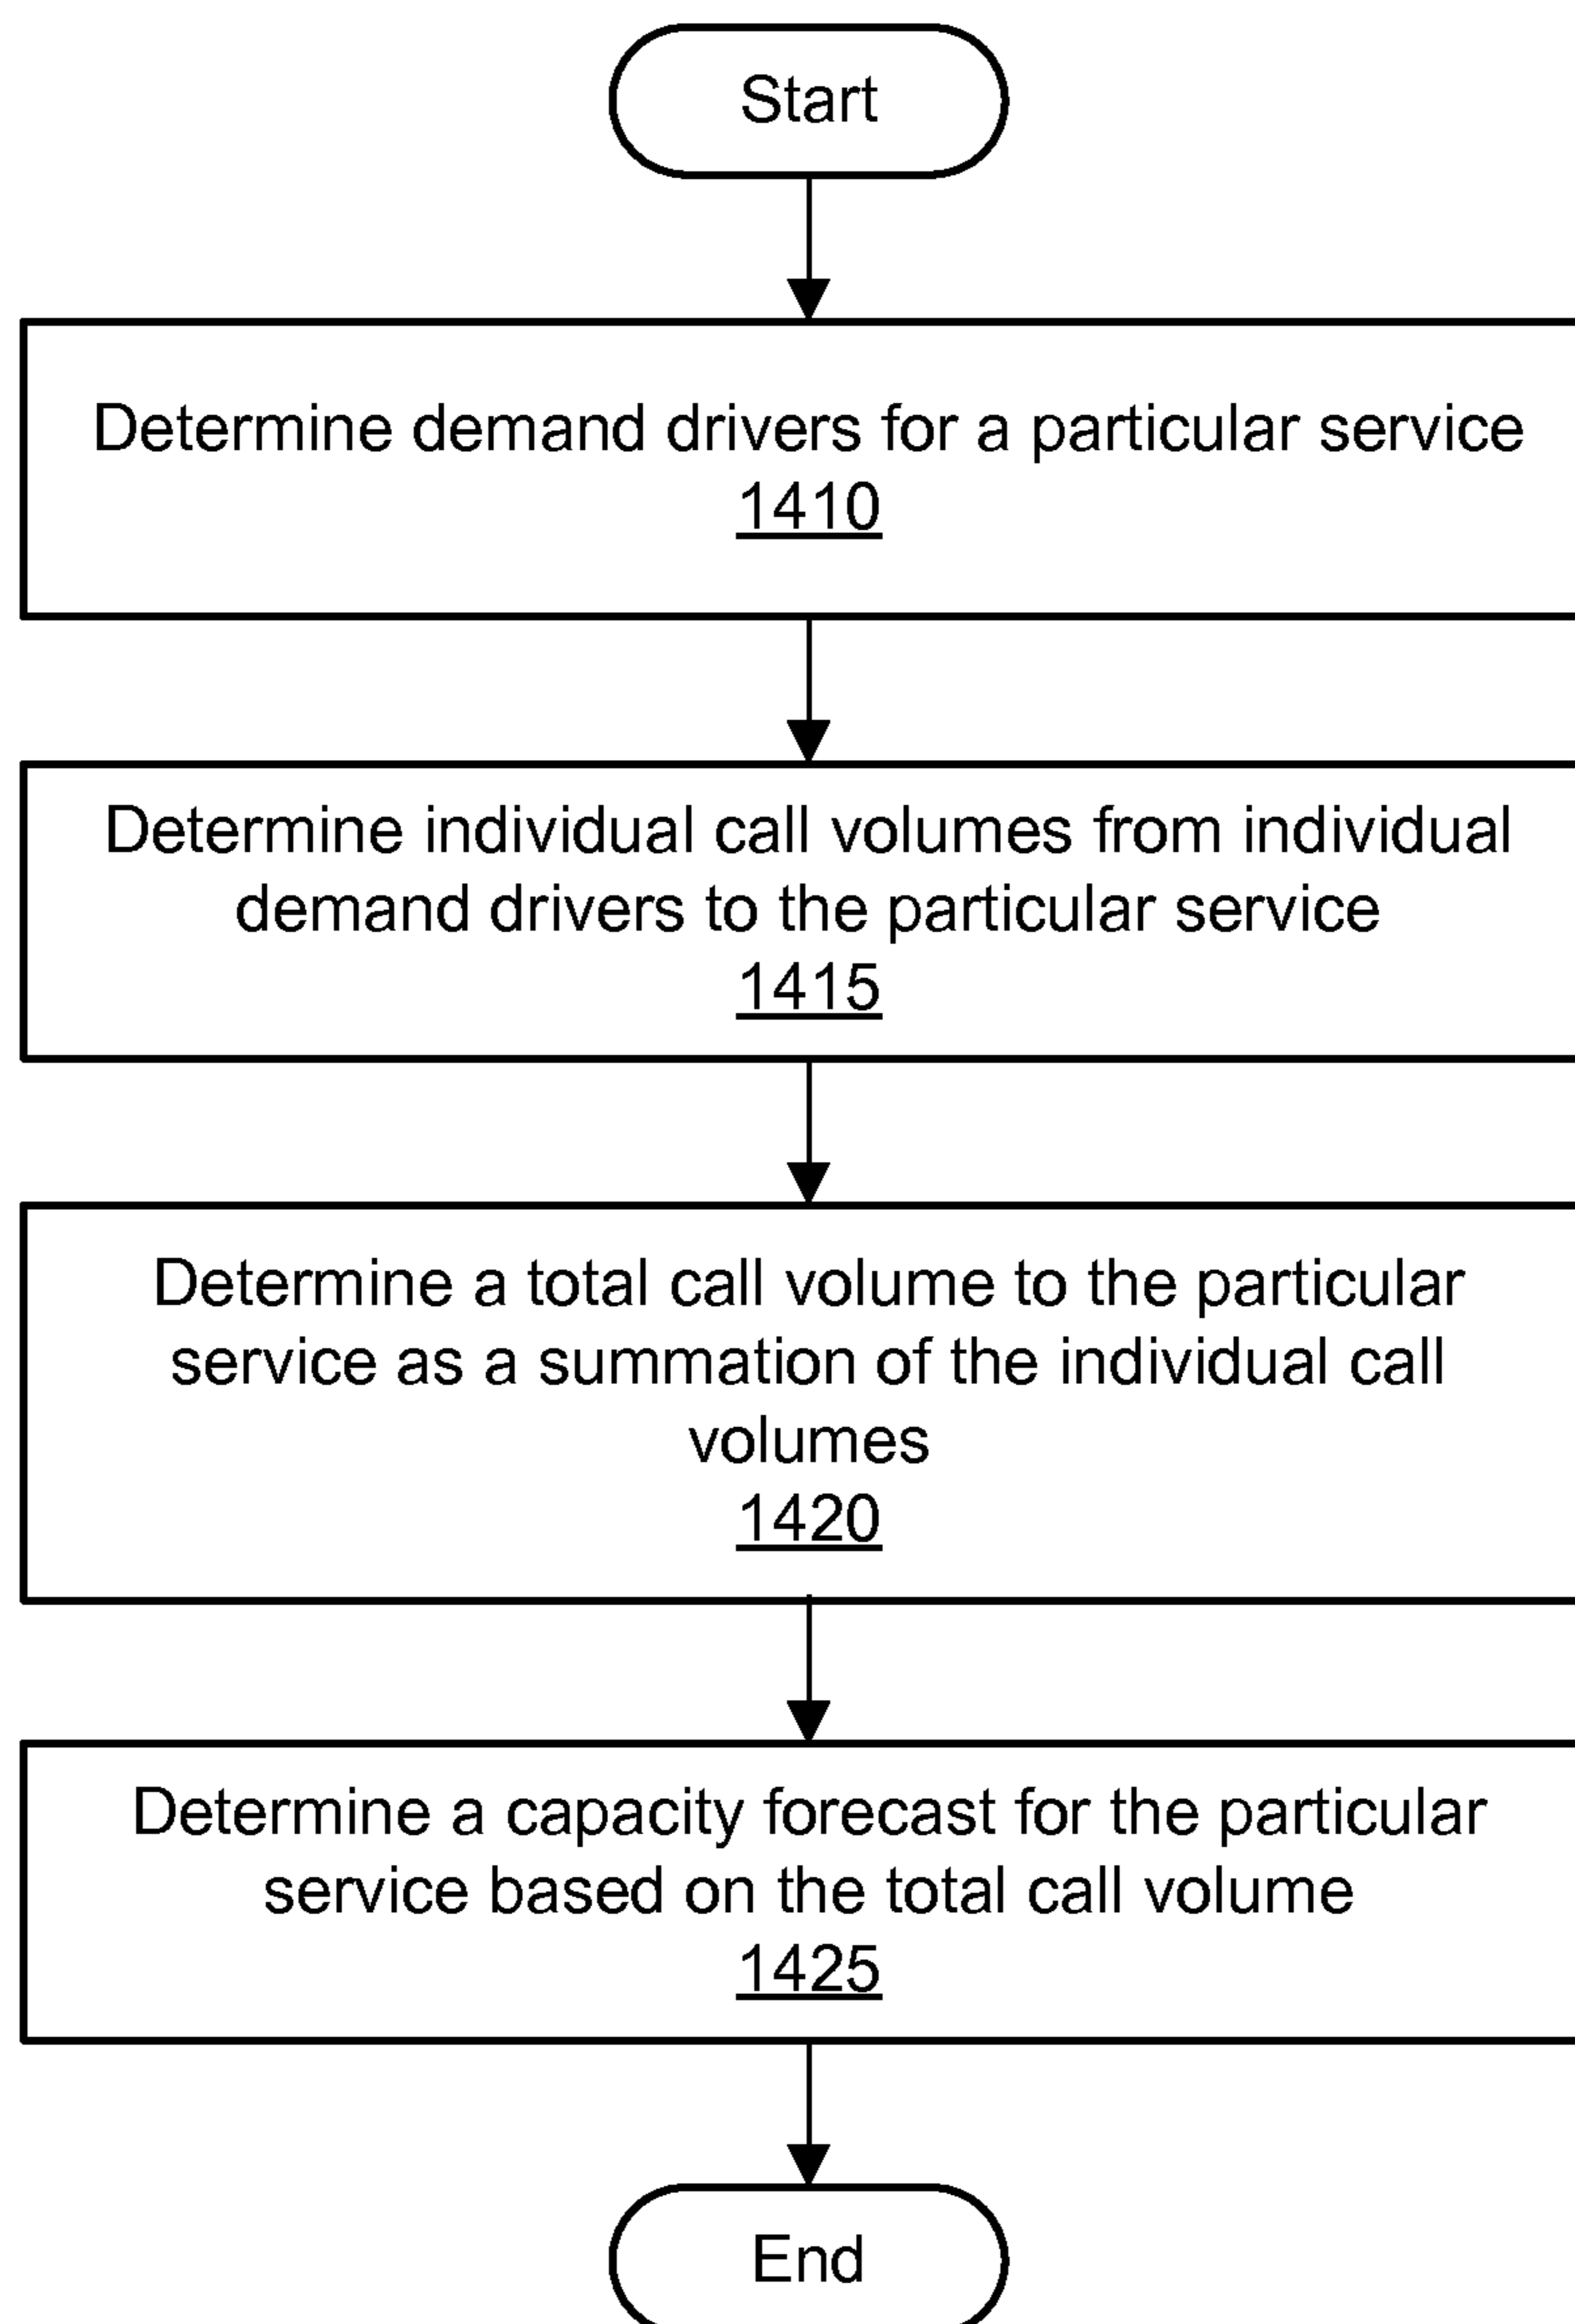 Start
Determine demand drivers for a particular service
1410
Determine individual call volumes from individual
demand drivers to the particular service
1415
Determine a total call volume to the particular
service as a summation of the individual call
volumes
1420
Determine a capacity forecast for the particular
service based on the total call volume
1425
End